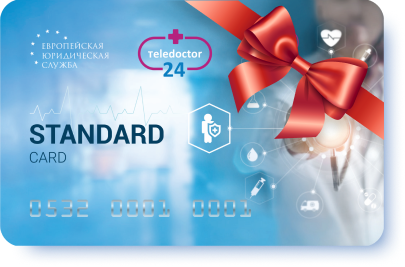 ЕВРОПЕЙСКАЯ
ЮРИДИЧЕСКАЯ
СЛУЖБА
Teledoctor
24
STANDARD
CARD
0532 0001 0001